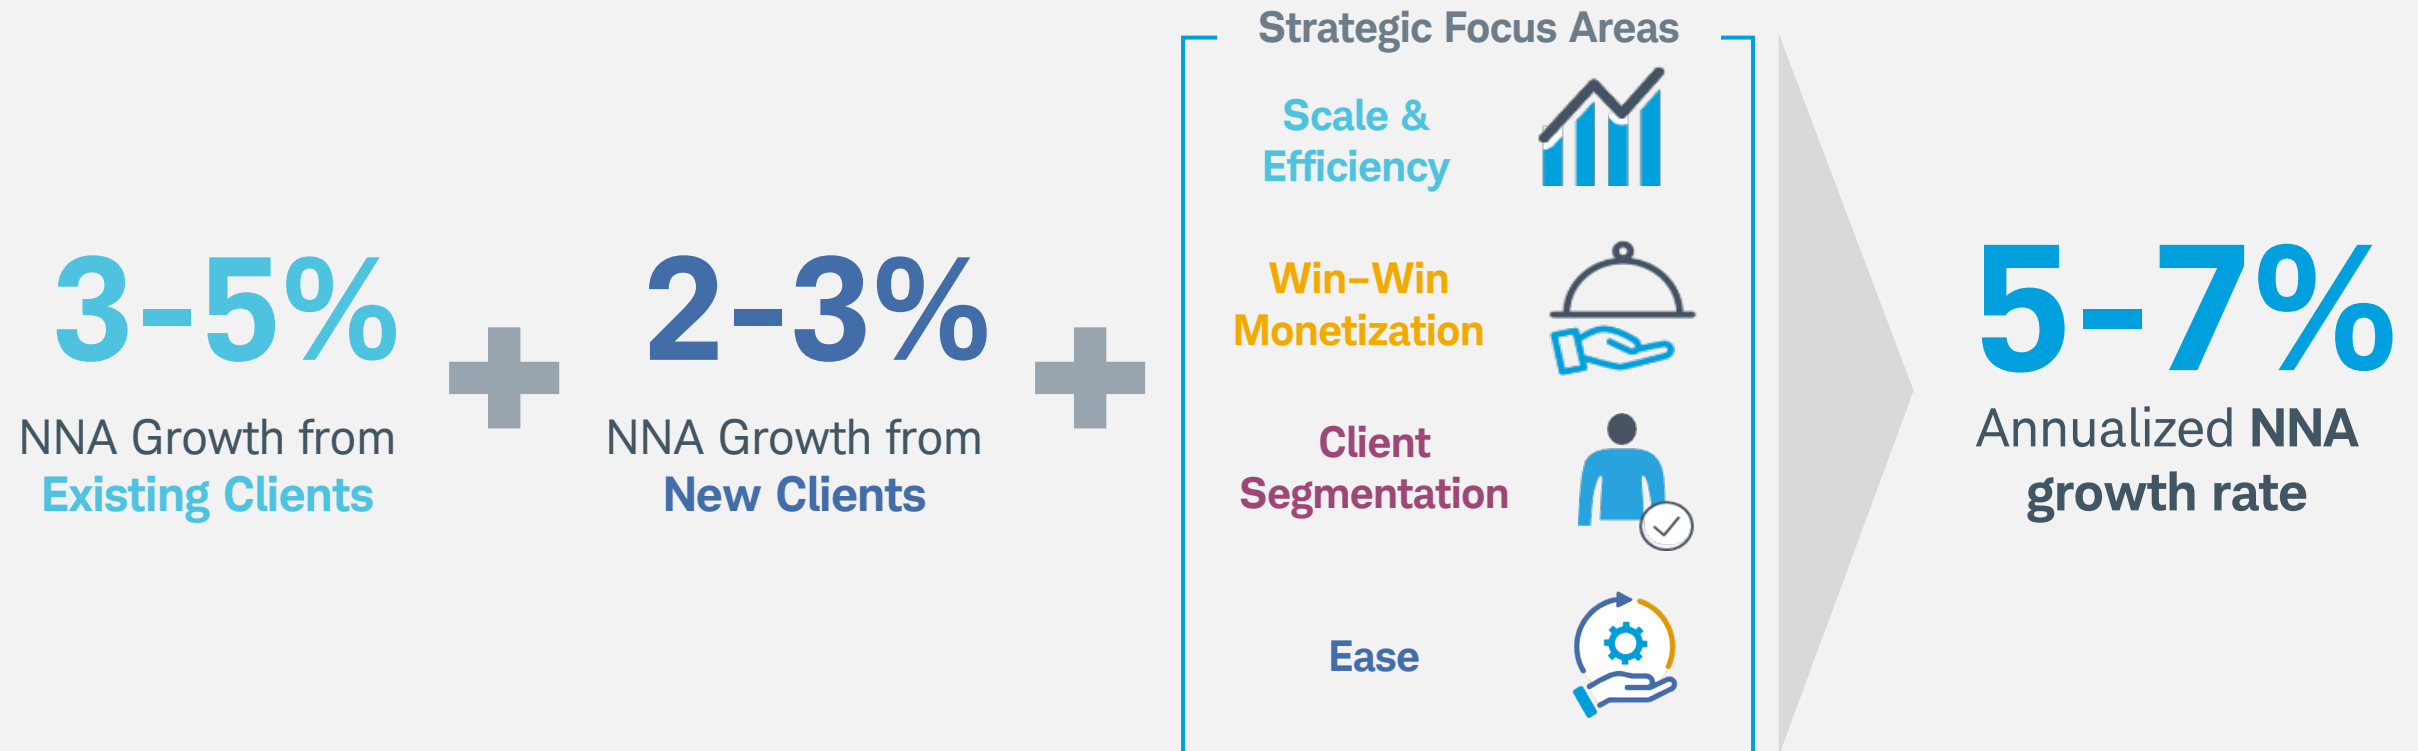 3-5%
NNA Growth from
Existing Clients
2-3%
NNA Growth from
New Clients
Strategic Focus Areas
Scale &
Efficiency
Win–Win
Monetization
Client
Segmentation
Ease
5-7%
Annualized NNA
growth rate